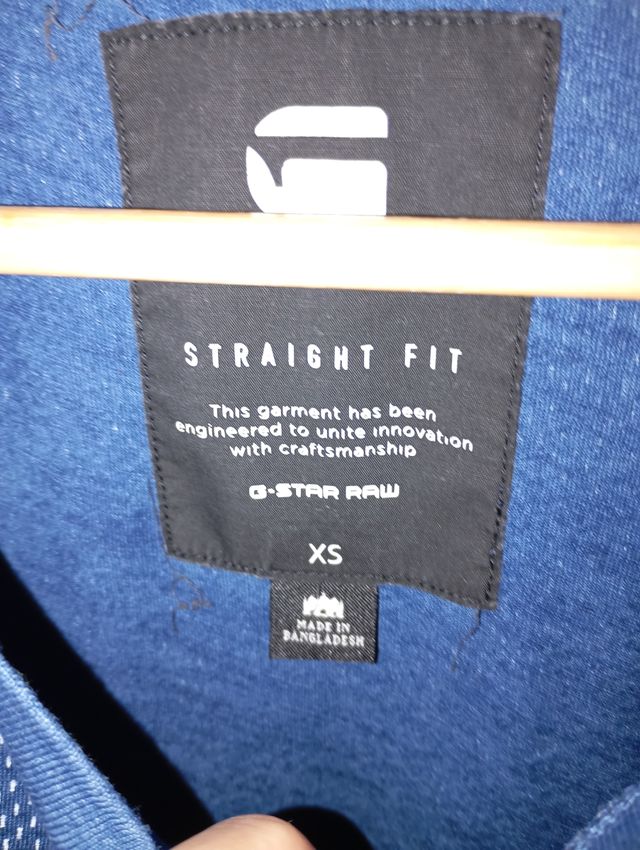 STRAIGHT FIT
This garment has been
engineered to unite innovation
with craftsmanship
G-STAR RAW
XS
MADE IN
BANGLADESH